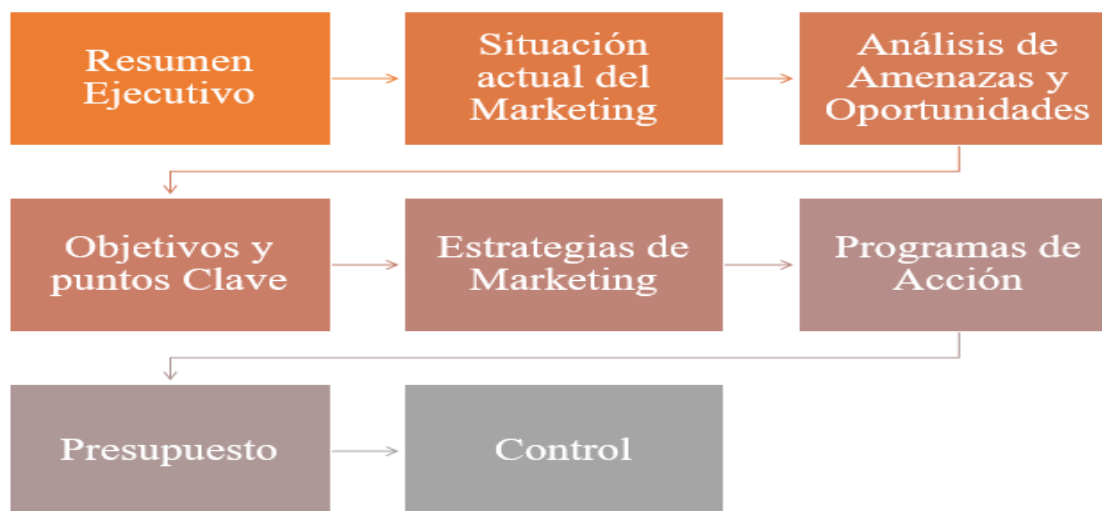 Resumen
Ejecutivo
Situación
actual del
Marketing
Análisis de
Amenazas y
Oportunidades
Objetivos y
puntos Clave
Estrategias de
Marketing
Programas de
Acción
Presupuesto
Control